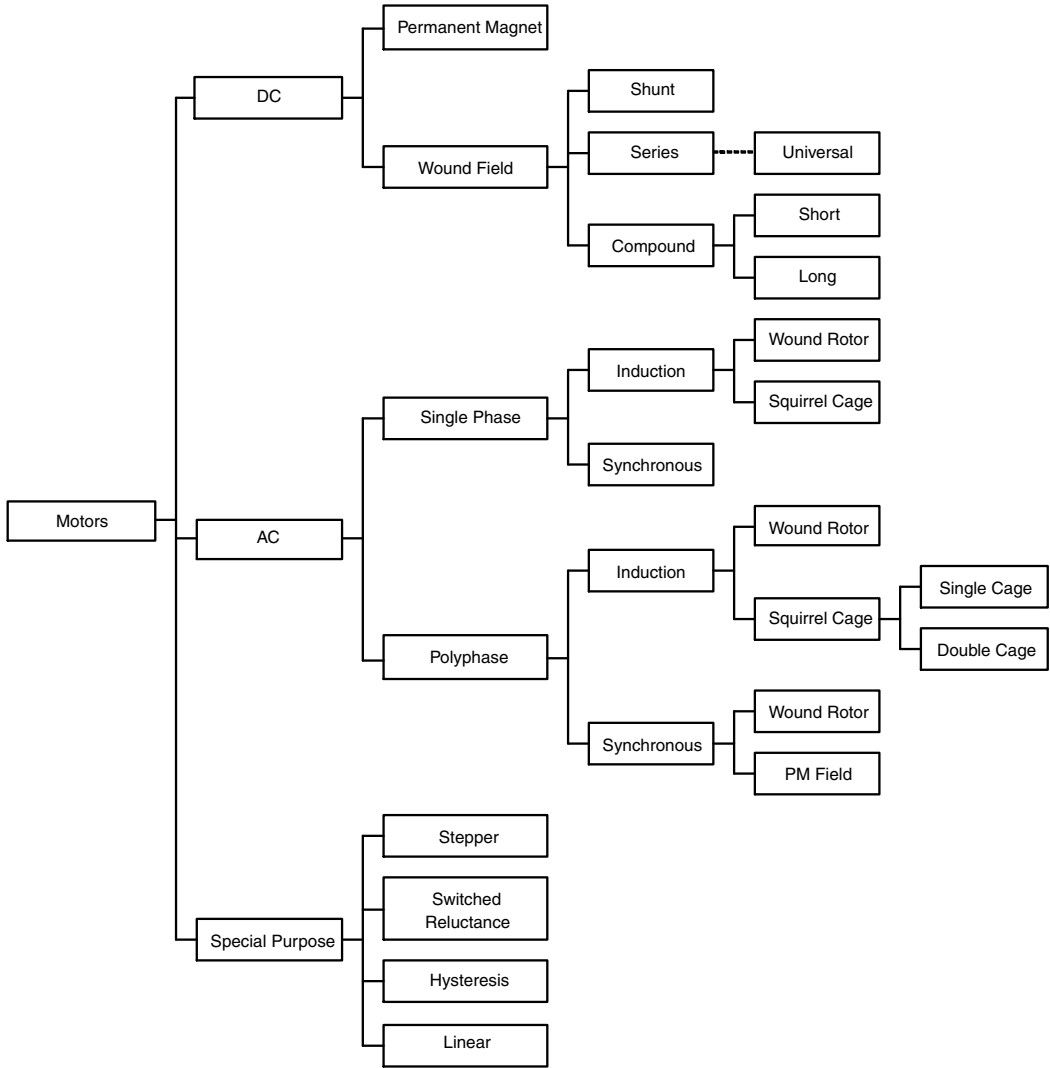 Permanent Magnet
DC
Shunt
Series
Universal
Wound Field
Short
Compound
Long
Wound Rotor
Induction
Squirrel Cage
Single Phase
Synchronous
Motors
AC
Wound Rotor
Induction
Single Cage
Squirrel Cage
Double Cage
Polyphase
Wound Rotor
Synchronous
PM Field
Stepper
Switched
Reluctance
Special Purpose
Hysteresis
Linear